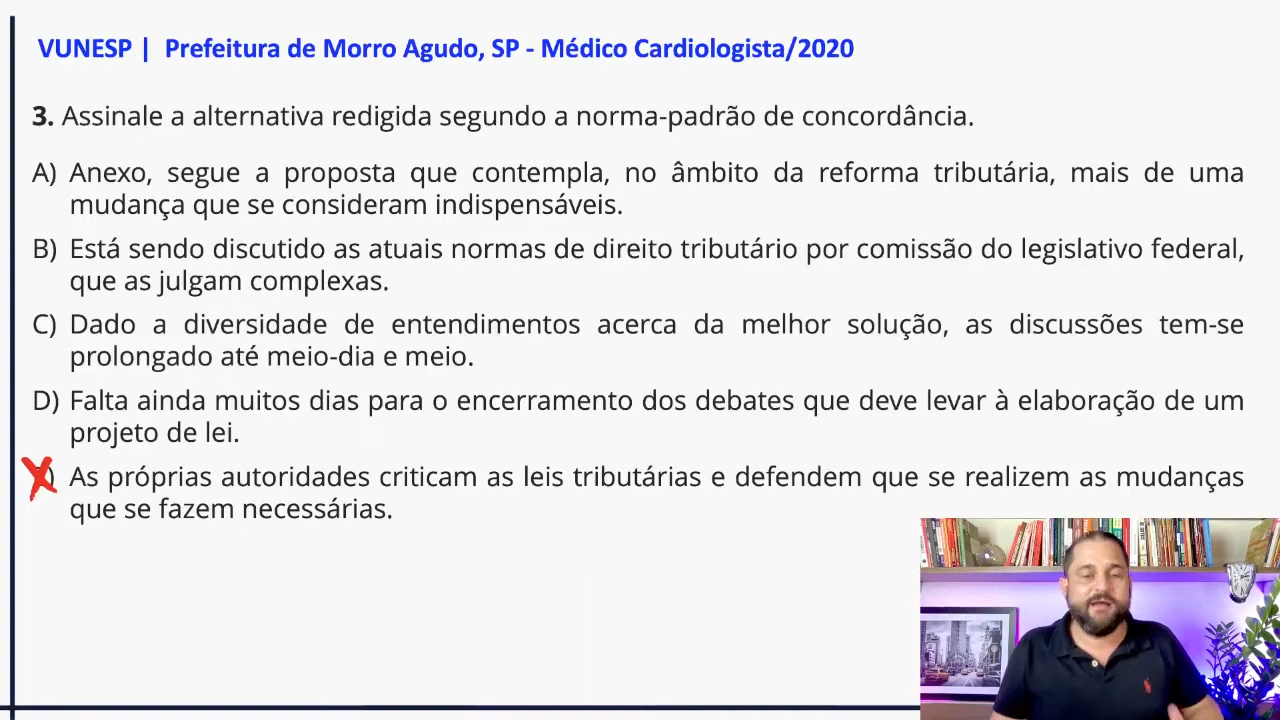 VUNESP | Prefeitura de Morro Agudo, SP - Médico Cardiologista/2020
3. Assinale a alternativa redigida segundo a norma-padrão de concordância.
A) Anexo, segue a proposta que contempla, no âmbito da reforma tributária, mais de uma
mudança que se consideram indispensáveis.
B) Está sendo discutido as atuais normas de direito tributário por comissão do legislativo federal,
que as julgam complexas.
C) Dado a diversidade de entendimentos acerca da melhor solução, as discussões tem-se
prolongado até meio-dia e meio.
D) Falta ainda muitos dias para o encerramento dos debates que deve levar à elaboração de um
projeto de lei.
As próprias autoridades criticam as leis tributárias e defendem que se realizem as mudanças
que se fazem necessárias.